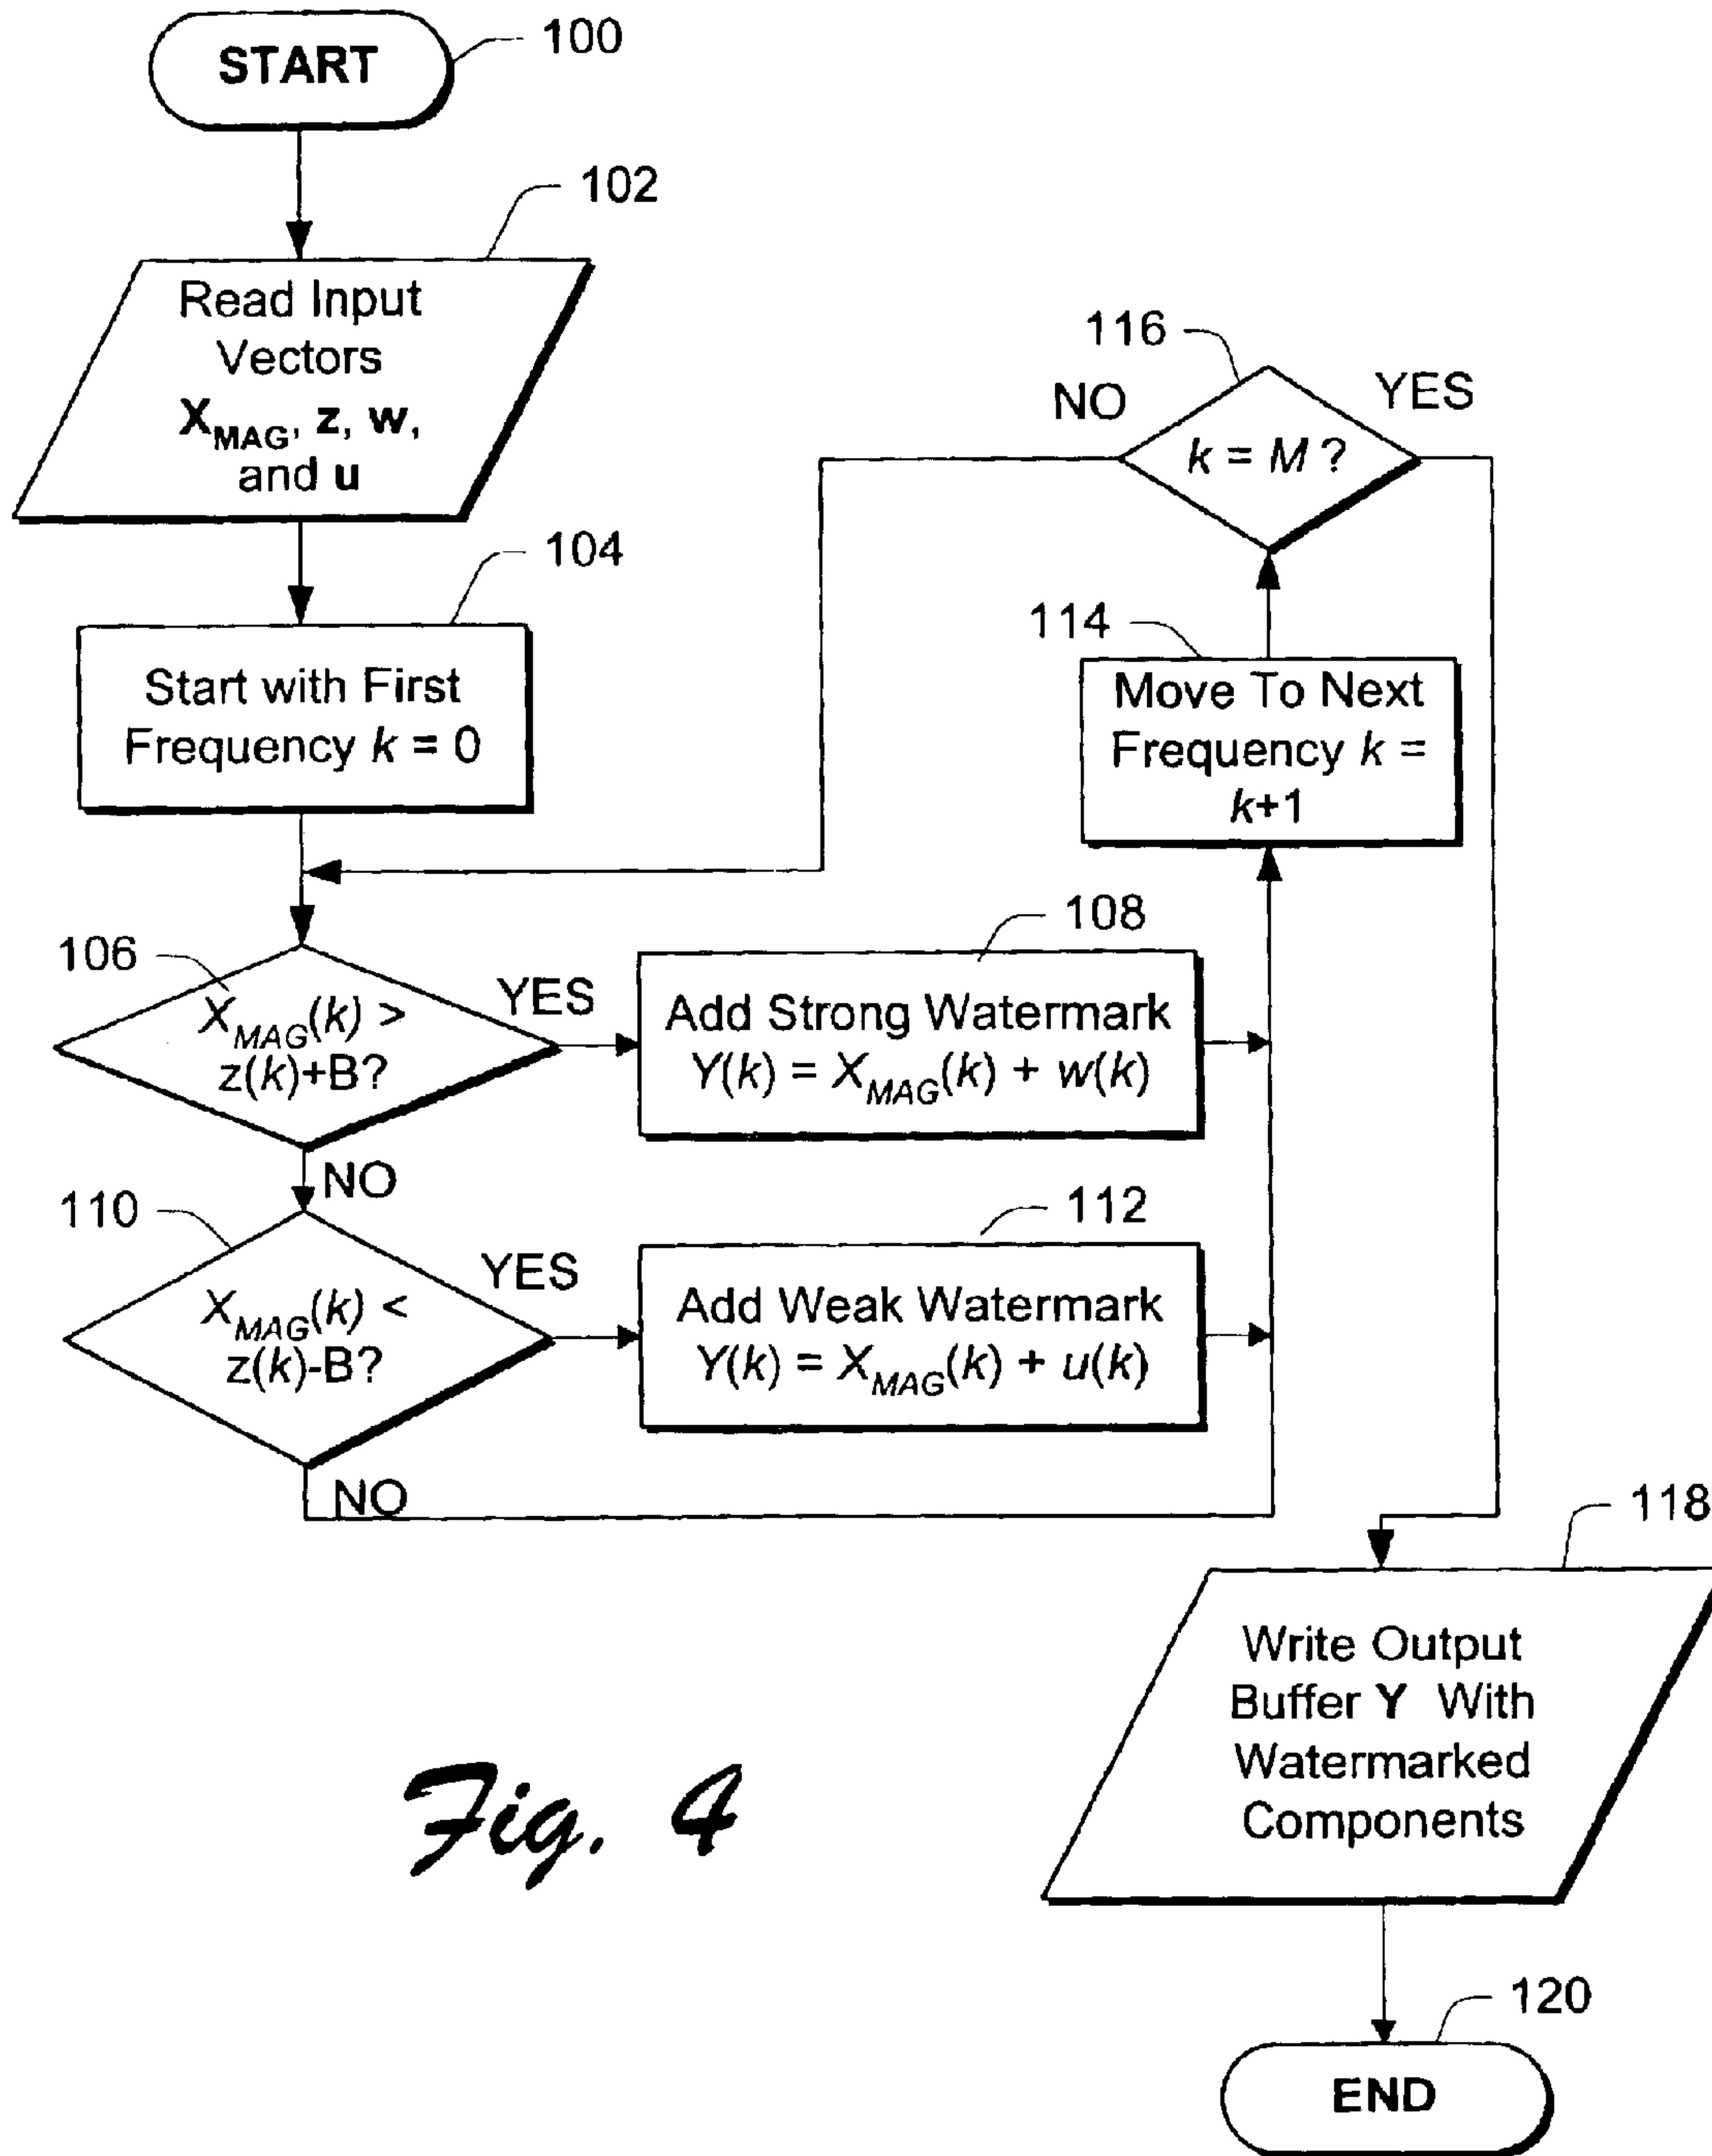 START
100
102
Read Input
Vectors
X_MAG, z, w,
and u
104
Start with First
Frequency k = 0
116
NO
YES
k = M ?
114
Move To Next
Frequency k =
k+1
106
X_MAG(k) >
z(k)+B?
YES
NO
108
Add Strong Watermark
Y(k) = X_MAG(k) + w(k)
110
X_MAG(k) <
z(k)-B?
YES
NO
112
Add Weak Watermark
Y(k) = X_MAG(k) + u(k)
118
Write Output
Buffer Y With
Watermarked
Components
Fig. 4
120
END